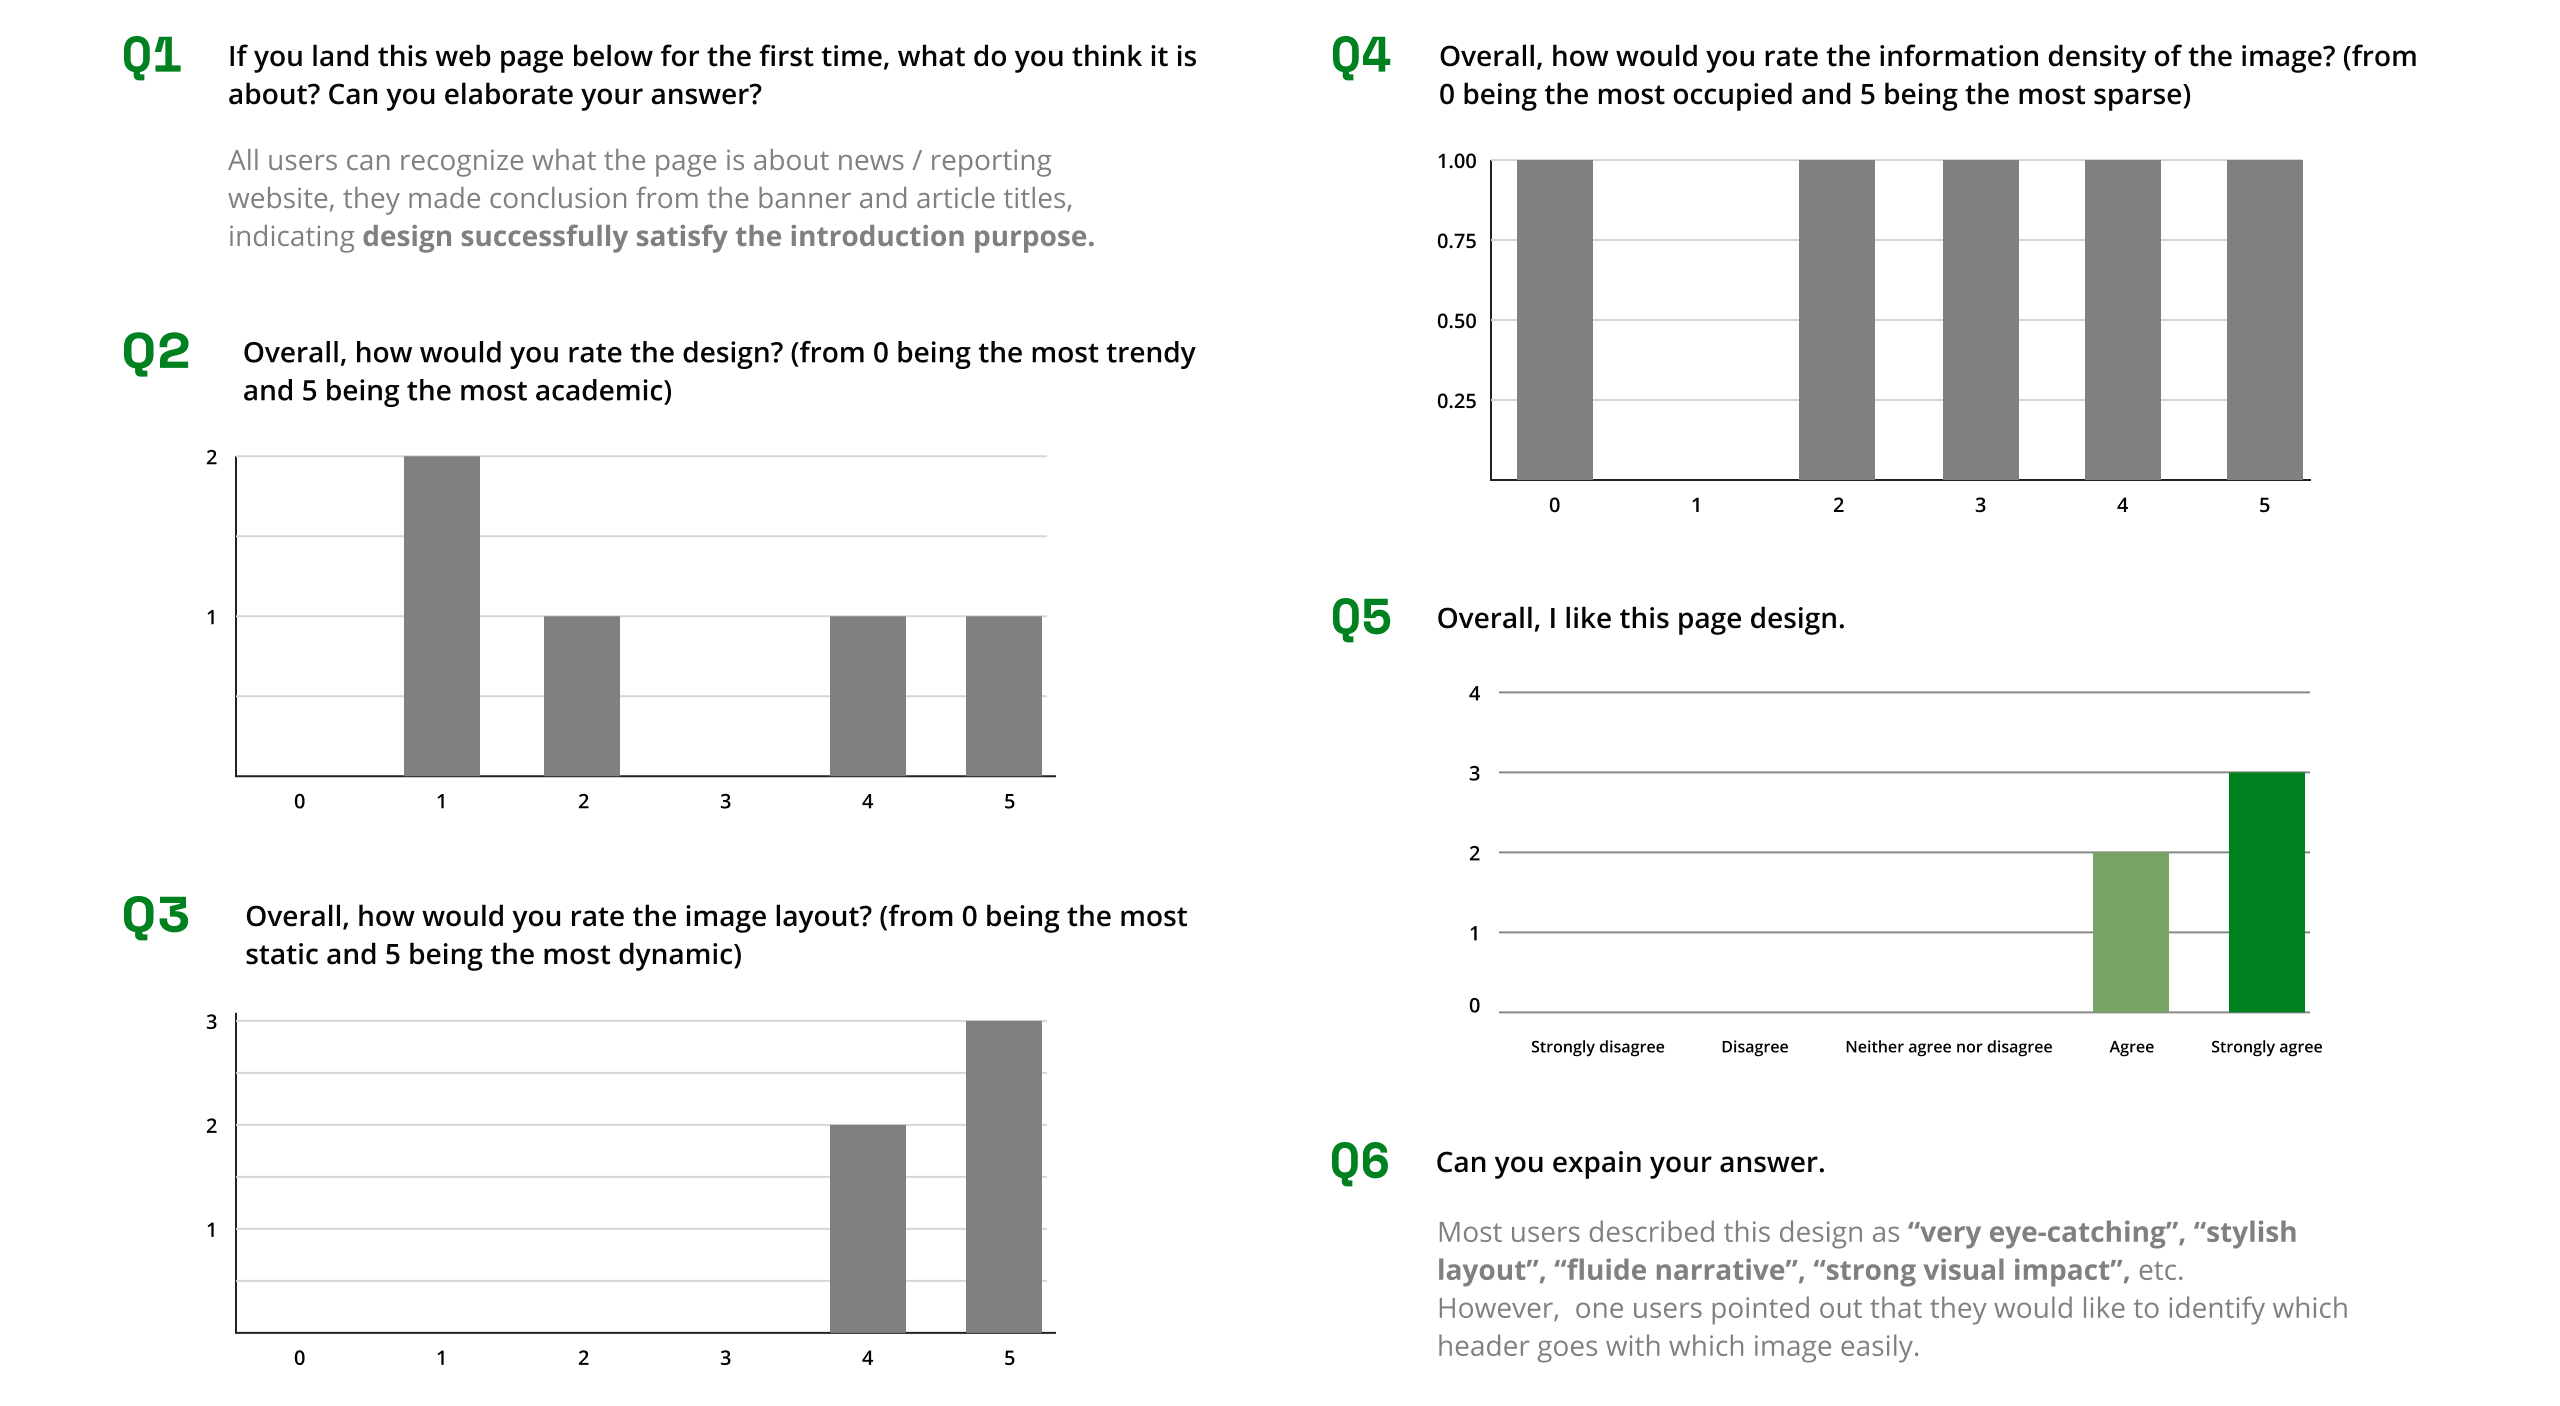 Q1
If you land this web page below for the first time, what do you think it is
about? Can you elaborate your answer?
All users can recognize what the page is about news / reporting
website, they made conclusion from the banner and article titles,
indicating design successfully satisfy the introduction purpose.
Q2
Overall, how would you rate the design? (from 0 being the most trendy
and 5 being the most academic)
2
1
0 1 2 3 4 5
Q3
Overall, how would you rate the image layout? (from 0 being the most
static and 5 being the most dynamic)
3
2
1
0 1 2 3 4 5
Q4
Overall, how would you rate the information density of the image? (from
0 being the most occupied and 5 being the most sparse)
1.00
0.75
0.50
0.25
0 1 2 3 4 5
Q5
Overall, I like this page design.
4
3
2
1
0
Strongly disagree Disagree Neither agree nor disagree Agree Strongly agree
Q6
Can you expain your answer.
Most users described this design as “very eye-catching”, “stylish
layout”, “fluide narrative”, “strong visual impact”, etc.
However,  one users pointed out that they would like to identify which
header goes with which image easily.